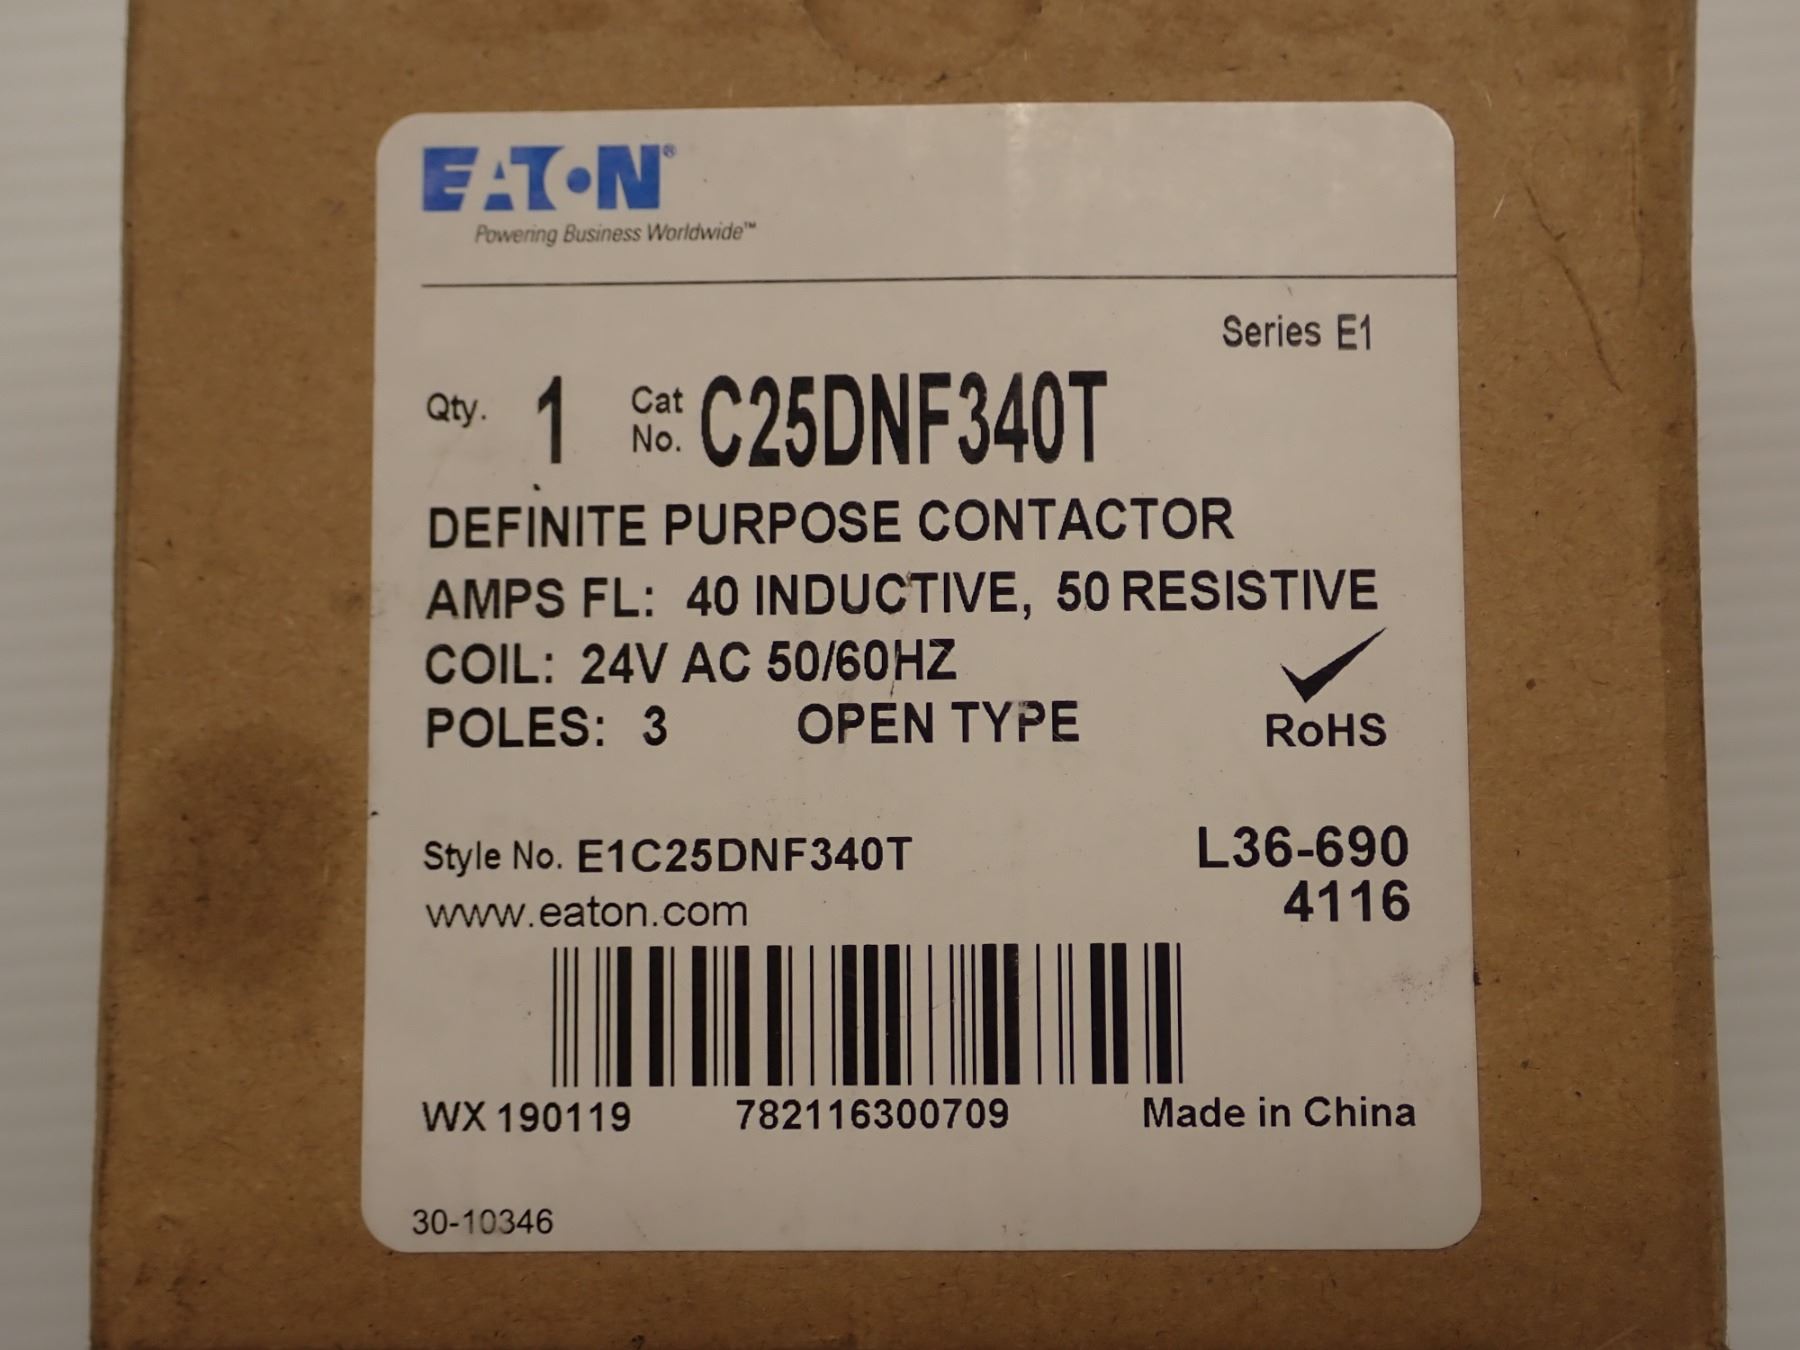 EATON®
Powering Business Worldwide™
Series E1
Qty. 1 Cat No. C25DNF340T
DEFINITE PURPOSE CONTACTOR
AMPS FL: 40 INDUCTIVE, 50 RESISTIVE
COIL: 24V AC 50/60HZ
POLES: 3 OPEN TYPE RoHS
Style No. E1C25DNF340T L36-690
www.eaton.com 4116
WX 190119 782116300709 Made in China
30-10346